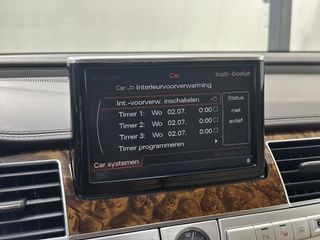 Car
Instr.-boekje
Car Interieurvoorverwarming
Int.-voorverw. inschakelen
Status
niet
actief
Timer 1: Wo 02.07. 0:00
Timer 2: Wo 02.07. 0:00
Timer 3: Wo 02.07. 0:00
Timer programmeren
Car systemen
TMC